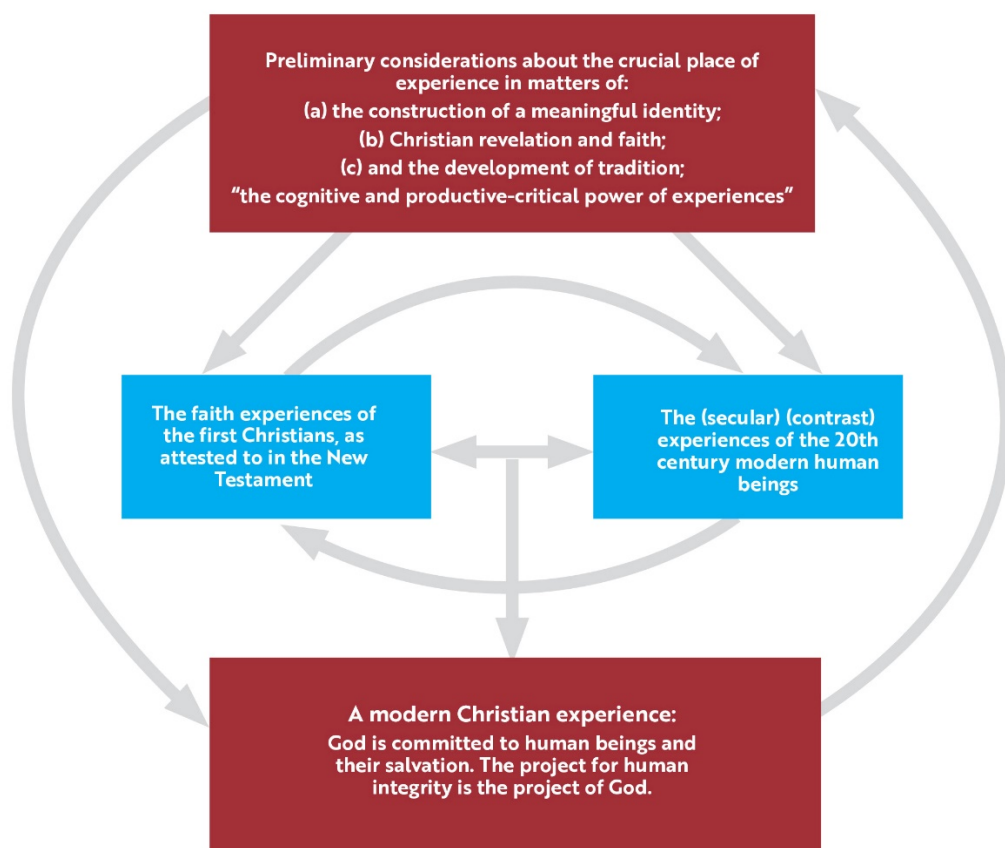 Preliminary considerations about the crucial place of
experience in matters of:
(a) the construction of a meaningful identity;
(b) Christian revelation and faith;
(c) and the development of tradition;
“the cognitive and productive-critical power of experiences”
The faith experiences of
the first Christians, as
attested to in the New
Testament
The (secular) (contrast)
experiences of the 20th
century modern human
beings
A modern Christian experience:
God is committed to human beings and
their salvation. The project for human
integrity is the project of God.